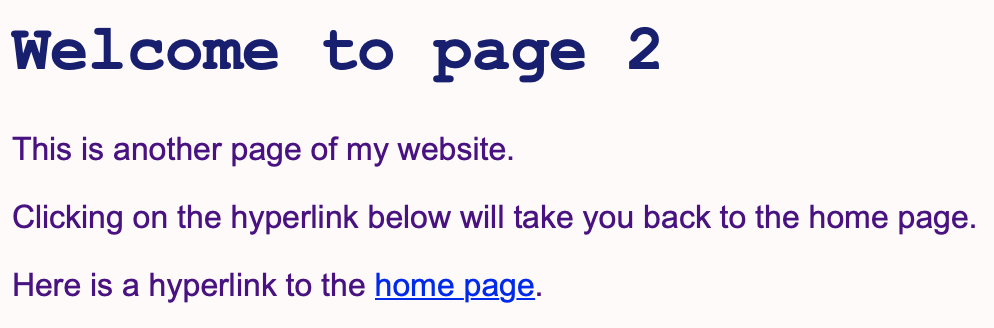 Welcome to page 2
This is another page of my website.
Clicking on the hyperlink below will take you back to the home page.
Here is a hyperlink to the home page.